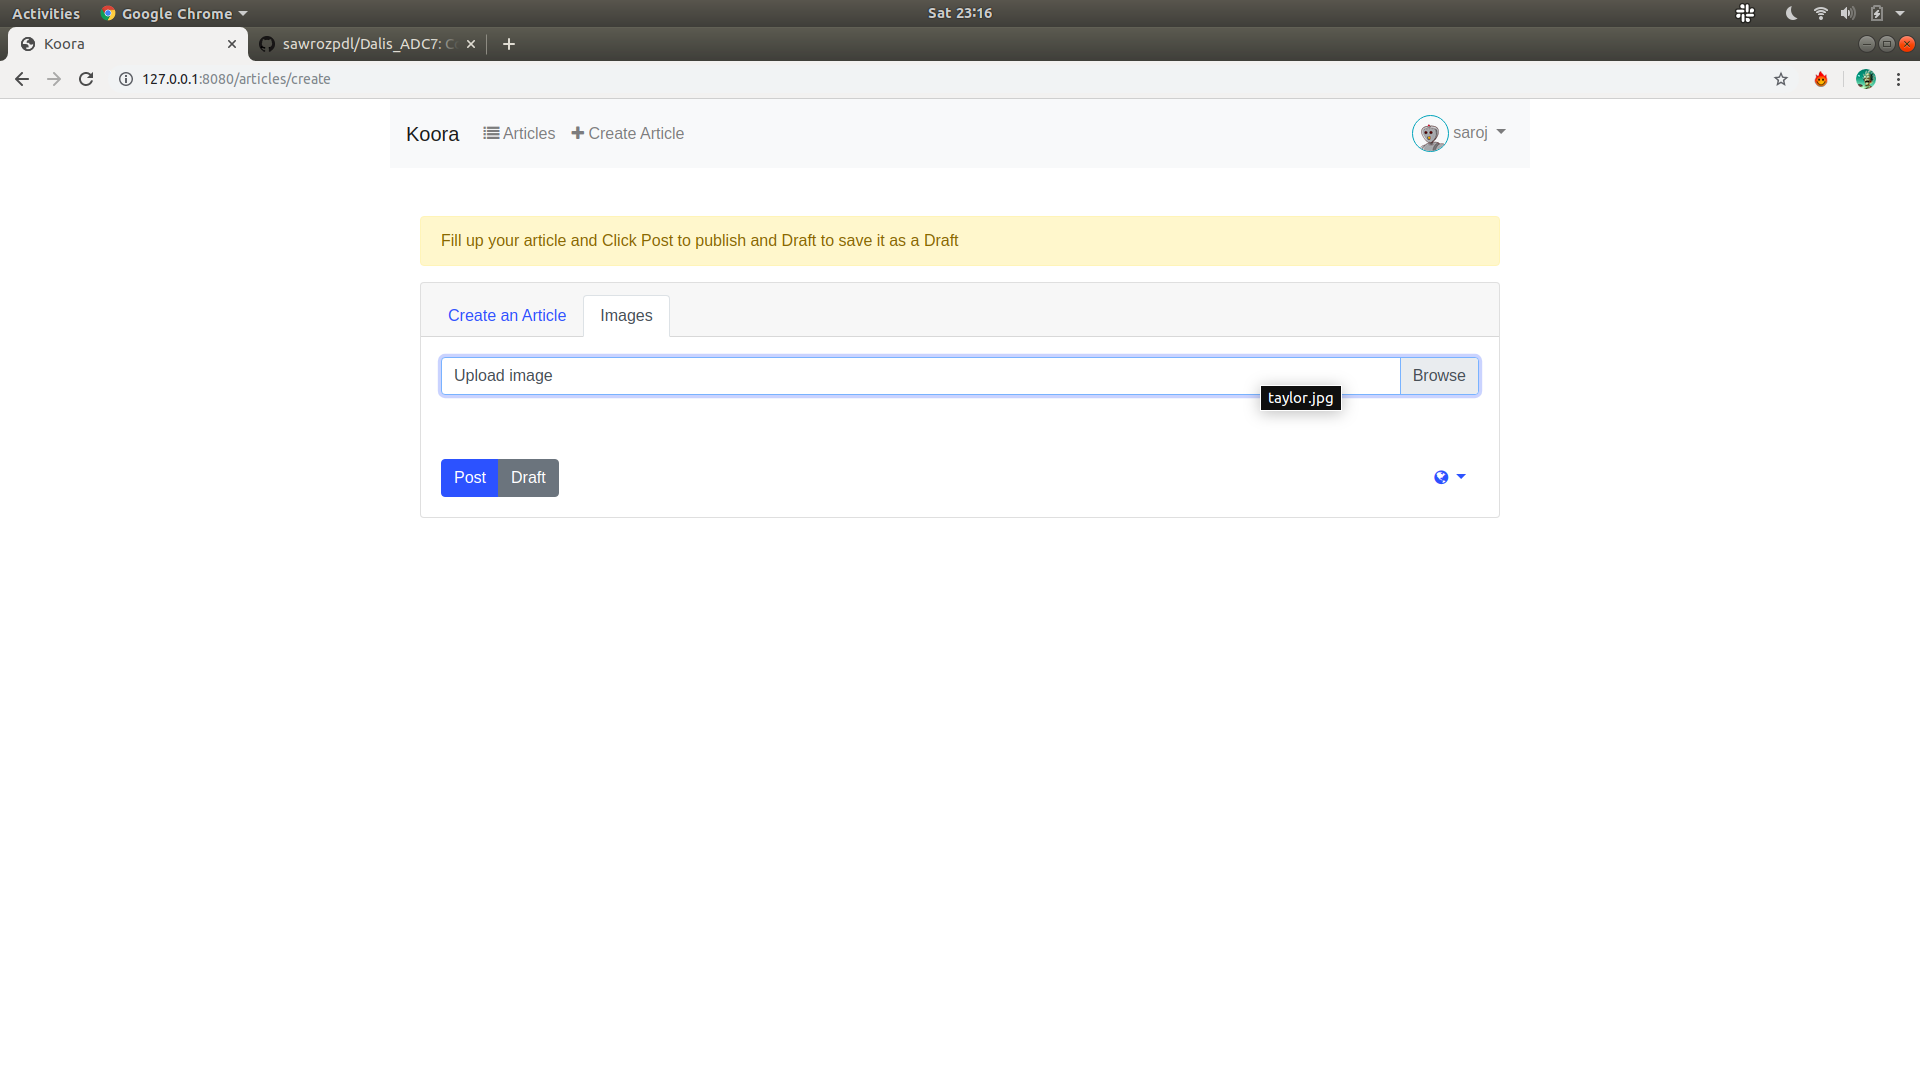 Activities Google Chrome Sat 23:16
Koora sawrozpdl/Dalis_ADC7: Co
127.0.0.1:8080/articles/create
Koora Articles Create Article saroj
Fill up your article and Click Post to publish and Draft to save it as a Draft
Create an Article Images
Upload image Browse
taylor.jpg
Post Draft